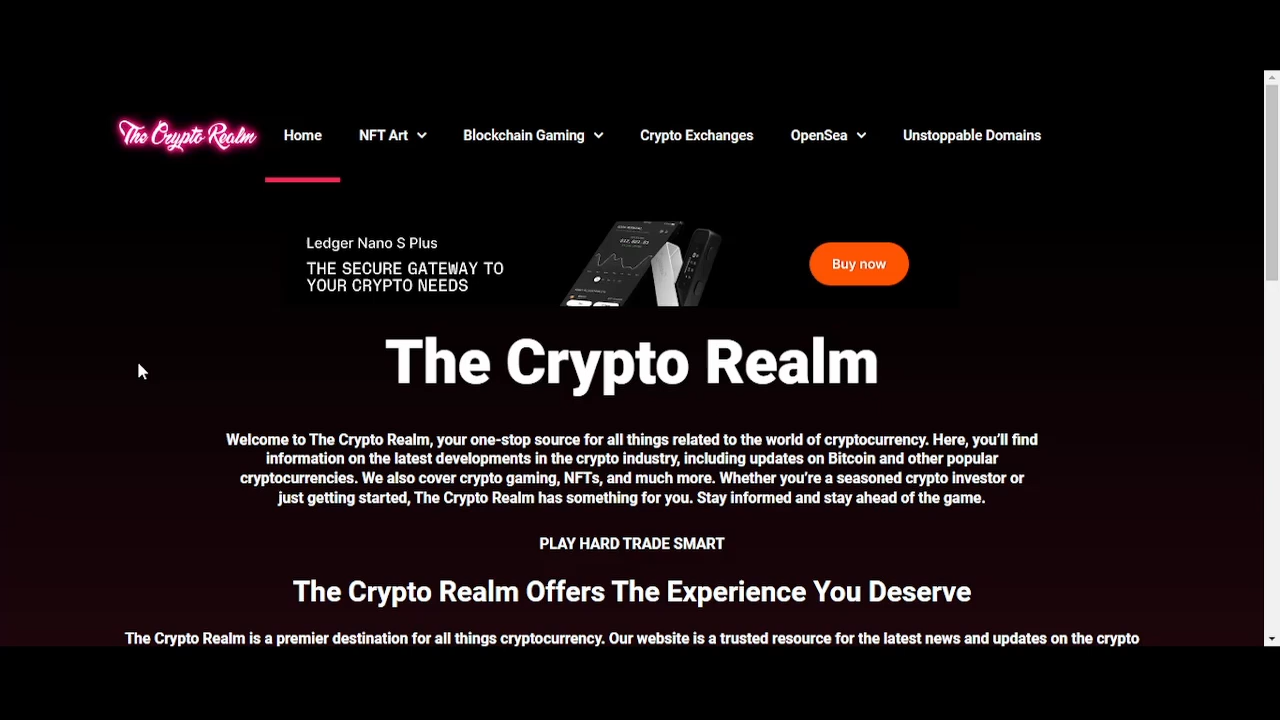 The Crypto Realm
Home
NFT Art
Blockchain Gaming
Crypto Exchanges
OpenSea
Unstoppable Domains
Ledger Nano S Plus
THE SECURE GATEWAY TO
YOUR CRYPTO NEEDS
Buy now
The Crypto Realm
Welcome to The Crypto Realm, your one-stop source for all things related to the world of cryptocurrency. Here, you’ll find
information on the latest developments in the crypto industry, including updates on Bitcoin and other popular
cryptocurrencies. We also cover crypto gaming, NFTs, and much more. Whether you’re a seasoned crypto investor or
just getting started, The Crypto Realm has something for you. Stay informed and stay ahead of the game.
PLAY HARD TRADE SMART
The Crypto Realm Offers The Experience You Deserve
The Crypto Realm is a premier destination for all things cryptocurrency. Our website is a trusted resource for the latest news and updates on the crypto